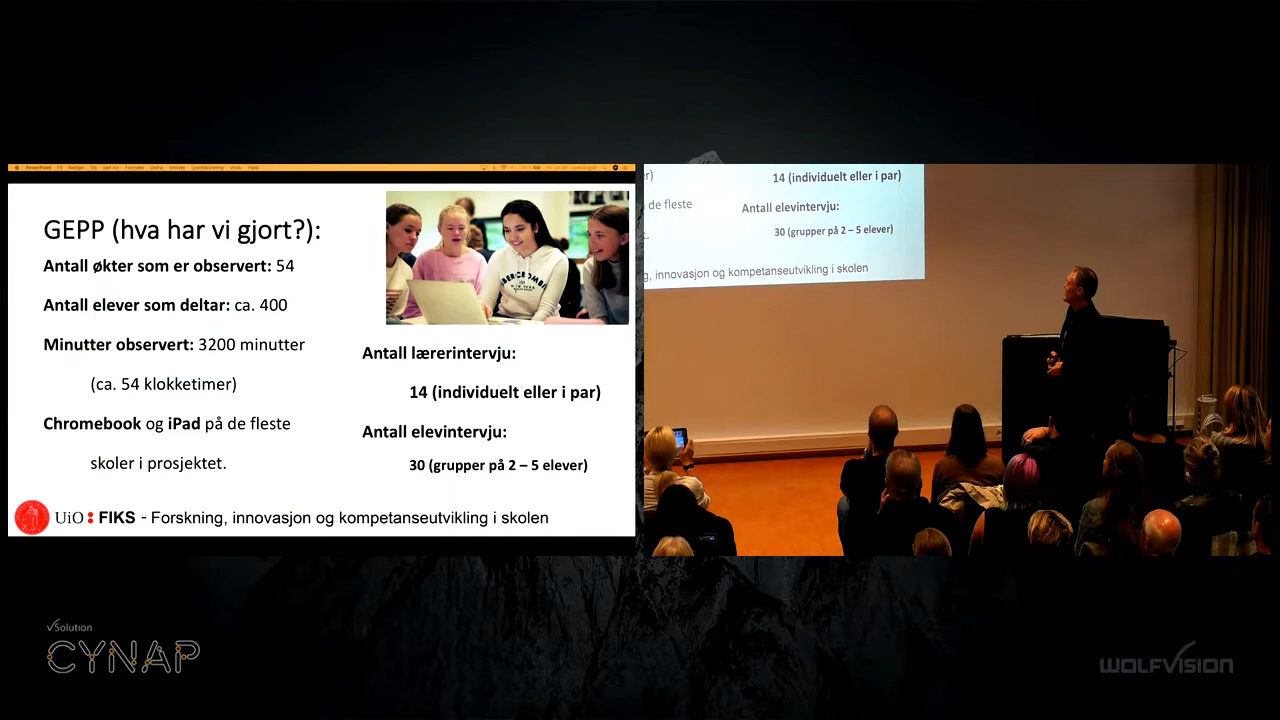 GEPP (hva har vi gjort?):
Antall økter som er observert: 54
Antall elever som deltar: ca. 400
Minutter observert: 3200 minutter
(ca. 54 klokketimer)
Chromebook og iPad på de fleste
skoler i prosjektet.
ABERCROMBIE
Antall lærerintervju:
14 (individuelt eller i par)
Antall elevintervju:
30 (grupper på 2 – 5 elever)
UiO: FIKS - Forskning, innovasjon og kompetanseutvikling i skolen
r)
14 (individuelt eller i par)
de fleste
Antall elevintervju:
t.
30 (grupper på 2 – 5 elever)
g, innovasjon og kompetanseutvikling i skolen
vSolution
CYNAP
WOLFVISION